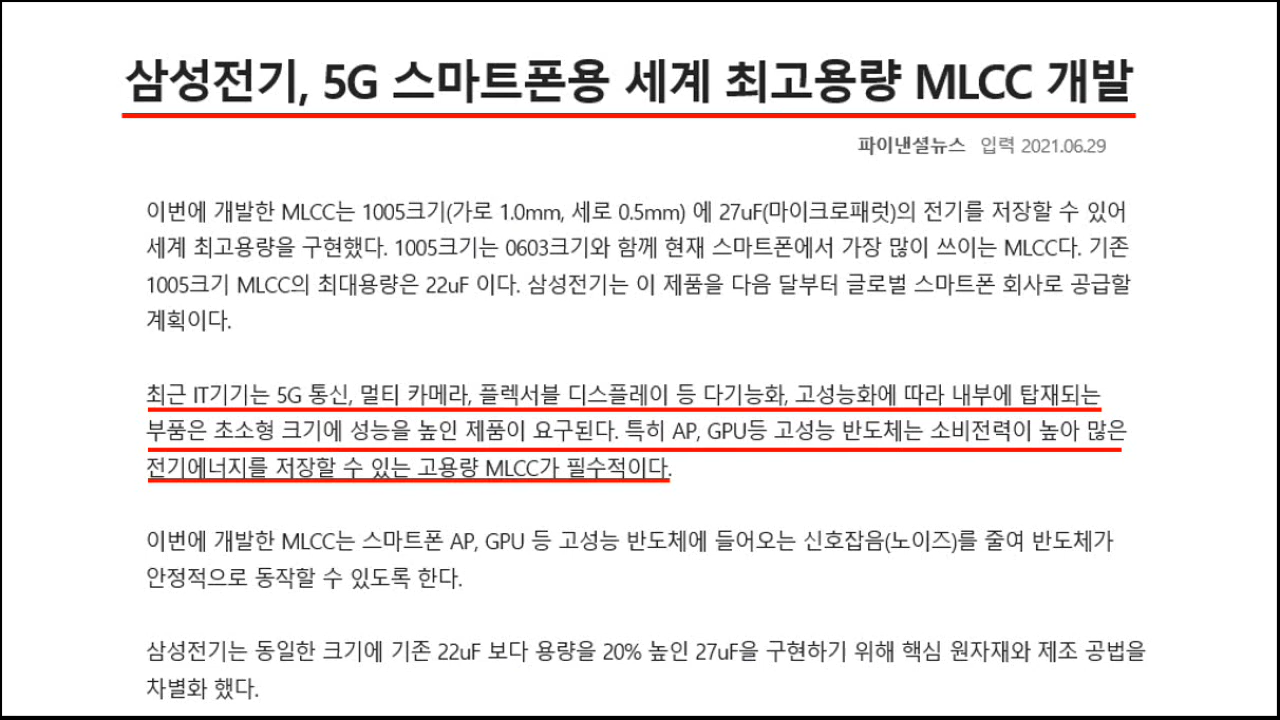 삼성전기, 5G 스마트폰용 세계 최고용량 MLCC 개발
파이낸셜뉴스 입력 2021.06.29
이번에 개발한 MLCC는 1005크기(가로 1.0mm, 세로 0.5mm) 에 27uF(마이크로패럿)의 전기를 저장할 수 있어
세계 최고용량을 구현했다. 1005크기는 0603크기와 함께 현재 스마트폰에서 가장 많이 쓰이는 MLCC다. 기존
1005크기 MLCC의 최대용량은 22uF 이다. 삼성전기는 이 제품을 다음 달부터 글로벌 스마트폰 회사로 공급할
계획이다.
최근 IT기기는 5G 통신, 멀티 카메라, 플렉서블 디스플레이 등 다기능화, 고성능화에 따라 내부에 탑재되는
부품은 초소형 크기에 성능을 높인 제품이 요구된다. 특히 AP, GPU등 고성능 반도체는 소비전력이 높아 많은
전기에너지를 저장할 수 있는 고용량 MLCC가 필수적이다.
이번에 개발한 MLCC는 스마트폰 AP, GPU 등 고성능 반도체에 들어오는 신호잡음(노이즈)를 줄여 반도체가
안정적으로 동작할 수 있도록 한다.
삼성전기는 동일한 크기에 기존 22uF 보다 용량을 20% 높인 27uF을 구현하기 위해 핵심 원자재와 제조 공법을
차별화 했다.